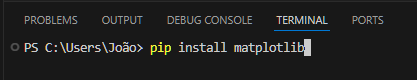 PROBLEMS OUTPUT DEBUG CONSOLE TERMINAL PORTS
PS C:\Users\João> pip install matplotlib